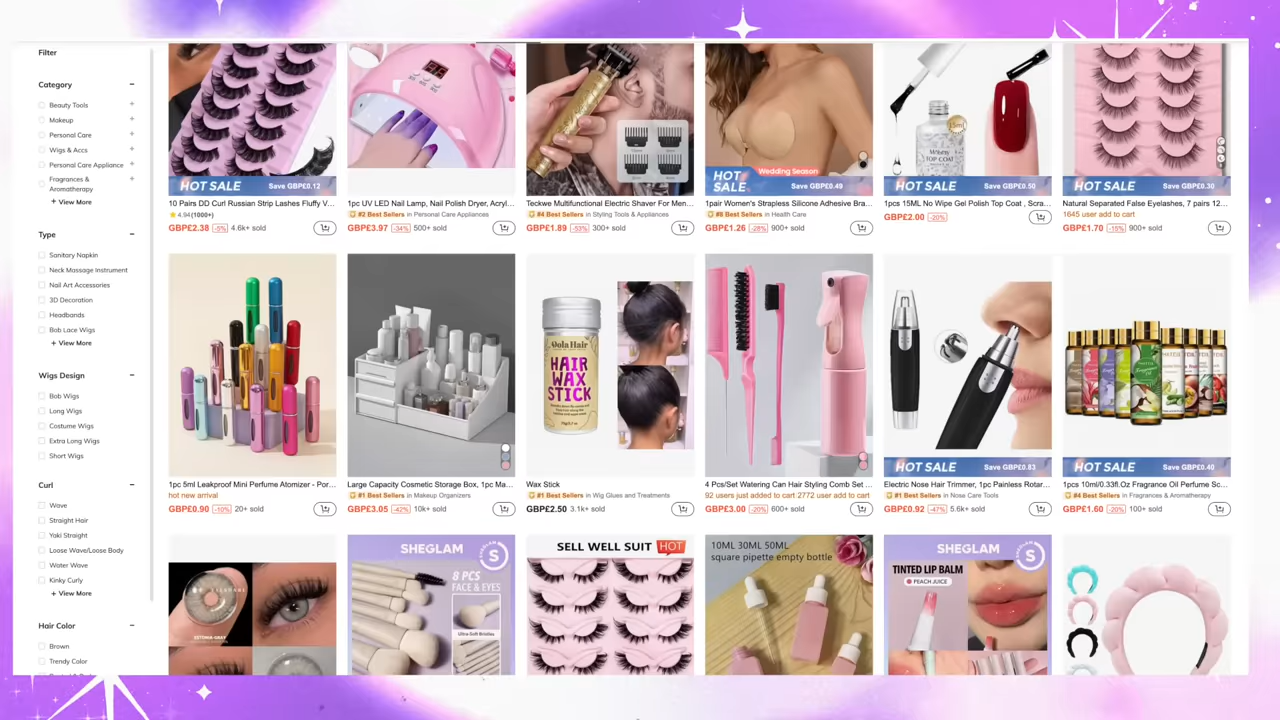 Filter
Category
Beauty Tools
Makeup
Personal Care
Wigs & Accs
Personal Care Appliance
Fragrances &
Aromatherapy
+ View More
Type
Sanitary Napkin
Neck Massage Instrument
Nail Art Accessories
3D Decoration
Headbands
Bob Lace Wigs
+ View More
Wigs Design
Bob Wigs
Long Wigs
Costume Wigs
Extra Long Wigs
Short Wigs
Curl
Wave
Straight Hair
Yaki Straight
Loose Wave/Loose Body
Water Wave
Kinky Curly
+ View More
Hair Color
Brown
Trendy Color
HOT SALE Save GBP£0.12
10 Pairs DD Curl Russian Strip Lashes Fluffy V...
4.94 (1000+)
GBP£2.38 -5% 4.6k+ sold
1pc UV LED Nail Lamp, Nail Polish Dryer, Acryl...
#2 Best Sellers in Personal Care Appliances
GBP£3.97 -34% 500+ sold
Teckwe Multifunctional Electric Shaver For Men...
#4 Best Sellers in Styling Tools & Appliances
GBP£1.89 -53% 300+ sold
Wedding Season
HOT SALE Save GBP£0.49
1pair Women's Strapless Silicone Adhesive Bra...
#8 Best Sellers in Health Care
GBP£1.26 -28% 900+ sold
TOP COAT
HOT SALE Save GBP£0.50
1pcs 15ML No Wipe Gel Polish Top Coat , Scra...
GBP£2.00 -20%
HOT SALE Save GBP£0.30
Natural Separated False Eyelashes, 7 pairs 12...
1645 user add to cart
GBP£1.70 -15% 900+ sold
1pc 5ml Leakproof Mini Perfume Atomizer - Por...
hot new arrival
GBP£0.90 -10% 20+ sold
Large Capacity Cosmetic Storage Box, 1pc Ma...
#1 Best Sellers in Makeup Organizers
GBP£3.05 -42% 10k+ sold
Oola Hair
HAIR
WAX
STICK
Wax Stick
#1 Best Sellers in Wig Glues and Treatments
GBP£2.50 3.1k+ sold
4 Pcs/Set Watering Can Hair Styling Comb Set ...
92 users just added to cart 2772 user add to cart
GBP£3.00 -20% 600+ sold
HOT SALE Save GBP£0.83
Electric Nose Hair Trimmer, 1pc Painless Rotar...
#1 Best Sellers in Nose Care Tools
GBP£0.92 -47% 5.6k+ sold
HOT SALE Save GBP£0.40
1pcs 10ml/0.33fl.Oz Fragrance Oil Perfume Sc...
#4 Best Sellers in Fragrances & Aromatherapy
GBP£1.60 -20% 100+ sold
SHEGLAM
S
8 PCS
FACE & EYES
Ultra-Soft Bristles
SELL WELL SUIT HOT
10ML 30ML 50ML
square pipette empty bottle
SHEGLAM
S
TINTED LIP BALM
PEACH JUICE